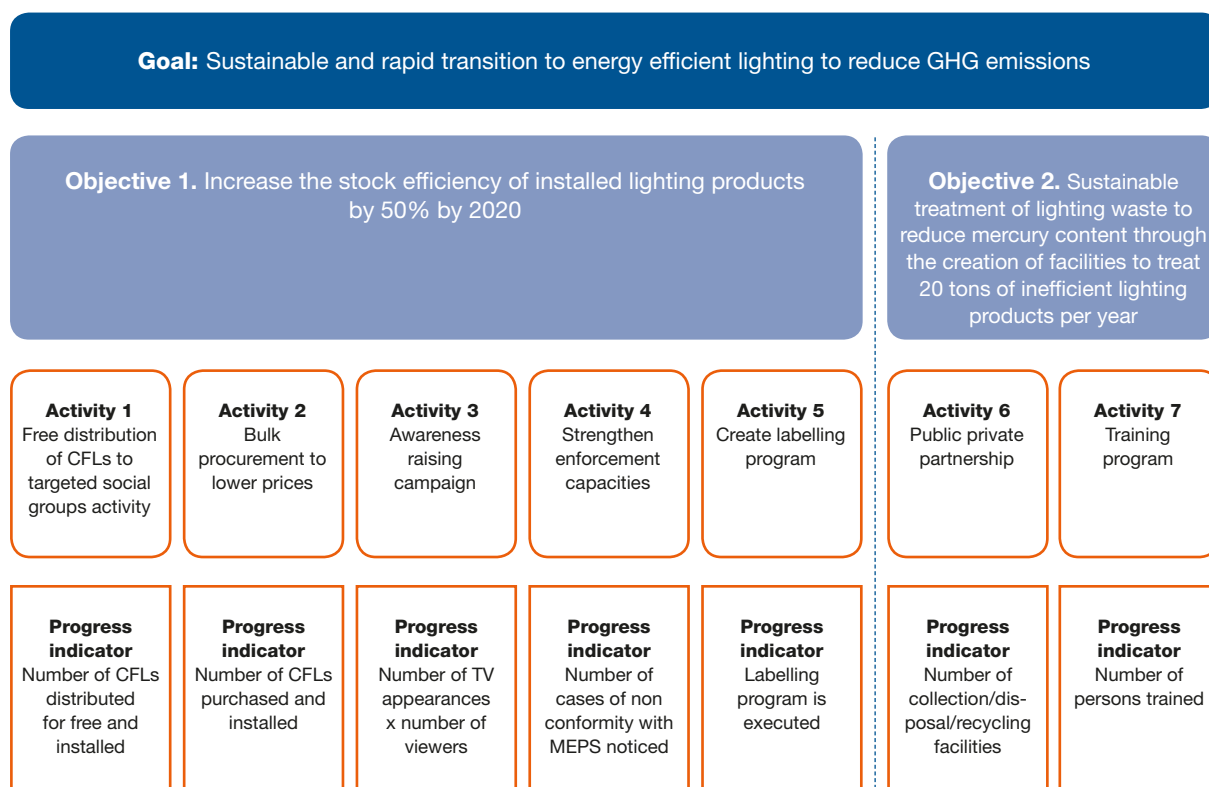 Goal: Sustainable and rapid transition to energy efficient lighting to reduce GHG emissions
Objective 1. Increase the stock efficiency of installed lighting products
by 50% by 2020
Objective 2. Sustainable
treatment of lighting waste to
reduce mercury content through
the creation of facilities to treat
20 tons of inefficient lighting
products per year
Activity 1
Free distribution
of CFLs to
targeted social
groups activity
Activity 2
Bulk
procurement to
lower prices
Activity 3
Awareness
raising
campaign
Activity 4
Strengthen
enforcement
capacities
Activity 5
Create labelling
program
Activity 6
Public private
partnership
Activity 7
Training
program
Progress
indicator
Number of CFLs
distributed
for free and
installed
Progress
indicator
Number of CFLs
purchased and
installed
Progress
indicator
Number of TV
appearances
x number of
viewers
Progress
indicator
Number of
cases of non
conformity with
MEPS noticed
Progress
indicator
Labelling
program is
executed
Progress
indicator
Number of
collection/dis-
posal/recycling
facilities
Progress
indicator
Number of
persons trained